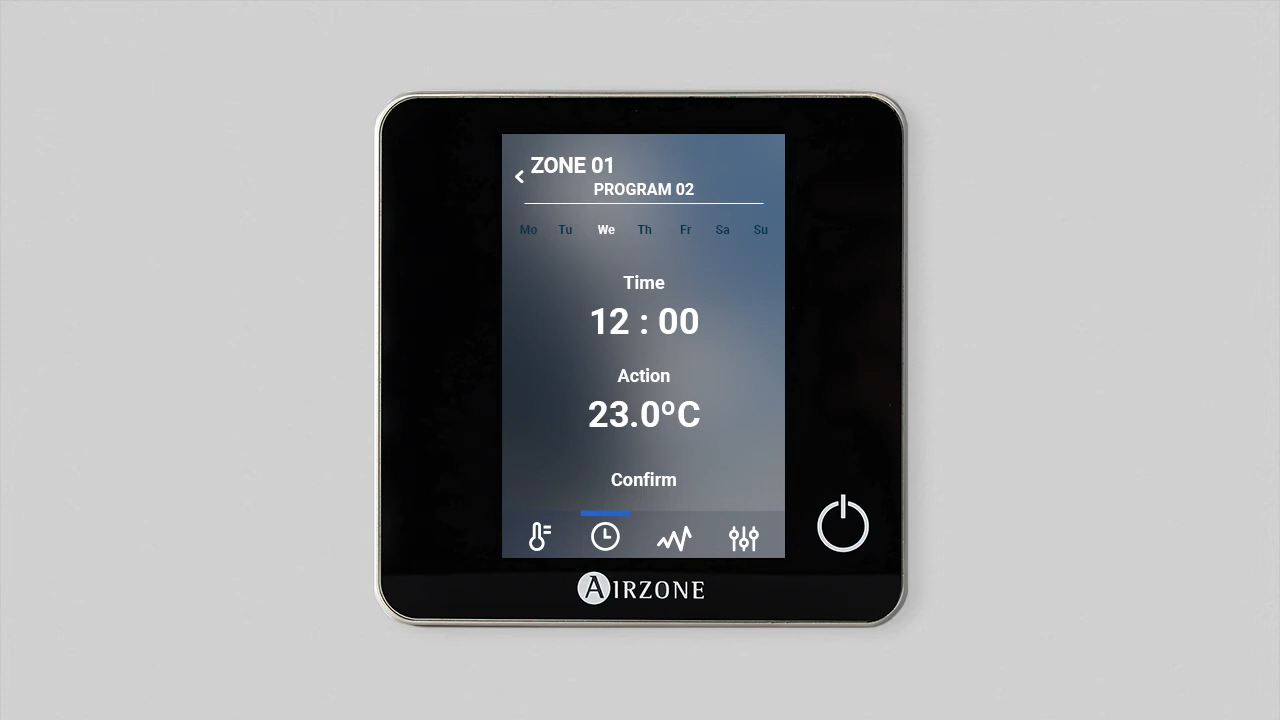 ZONE 01
PROGRAM 02
Mo Tu We Th Fr Sa Su
Time
12 : 00
Action
23.0ºC
Confirm
AIRZONE